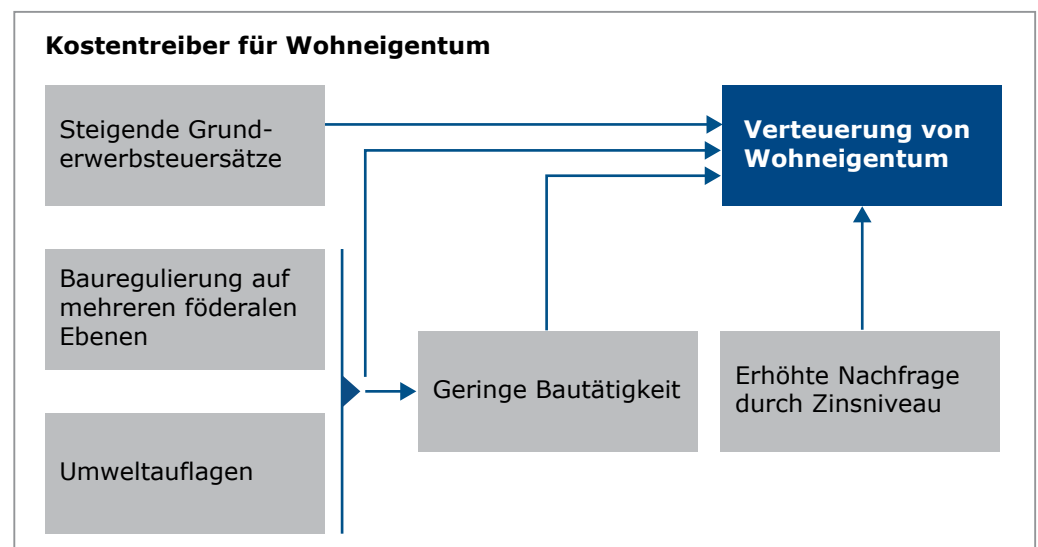 Kostentreiber für Wohneigentum
Steigende Grund-
erwerbsteuersätze
Verteuerung von
Wohneigentum
Bauregulierung auf
mehreren föderalen
Ebenen
Geringe Bautätigkeit
Erhöhte Nachfrage
durch Zinsniveau
Umweltauflagen